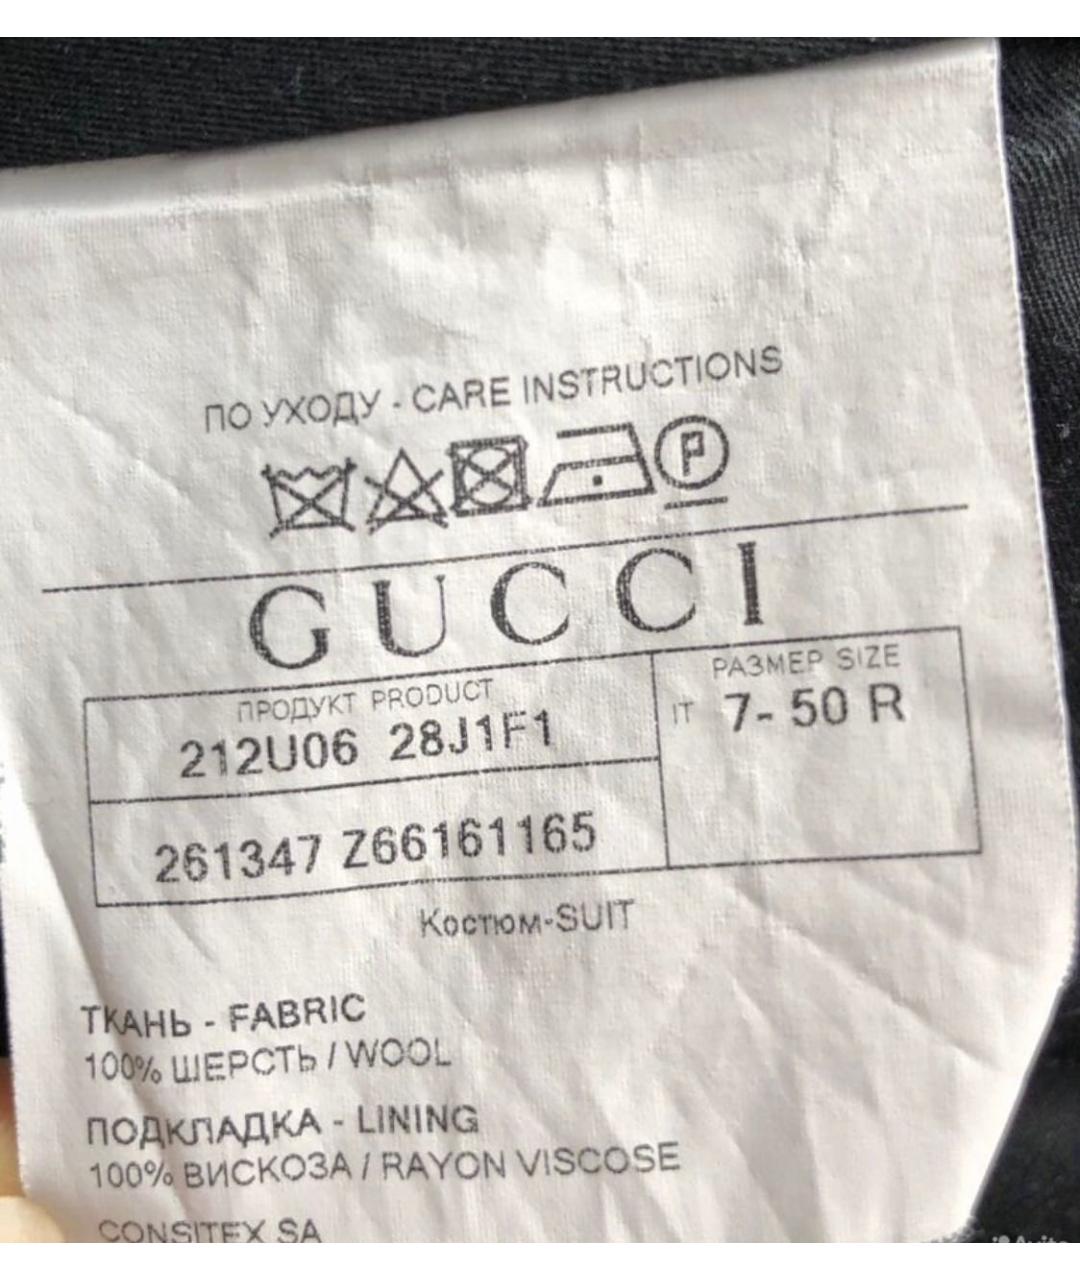 ПО УХОДУ - CARE INSTRUCTIONS
P
GUCCI
ПРОДУКТ PRODUCT
212U06 28J1F1
РАЗМЕР SIZE
IT 7- 50 R
261347 Z66161165
Костюм-SUIT
ТКАНЬ - FABRIC
100% ШЕРСТЬ / WOOL
ПОДКЛАДКА - LINING
100% ВИСКОЗА / RAYON VISCOSE
CONSITEX SA
Avito